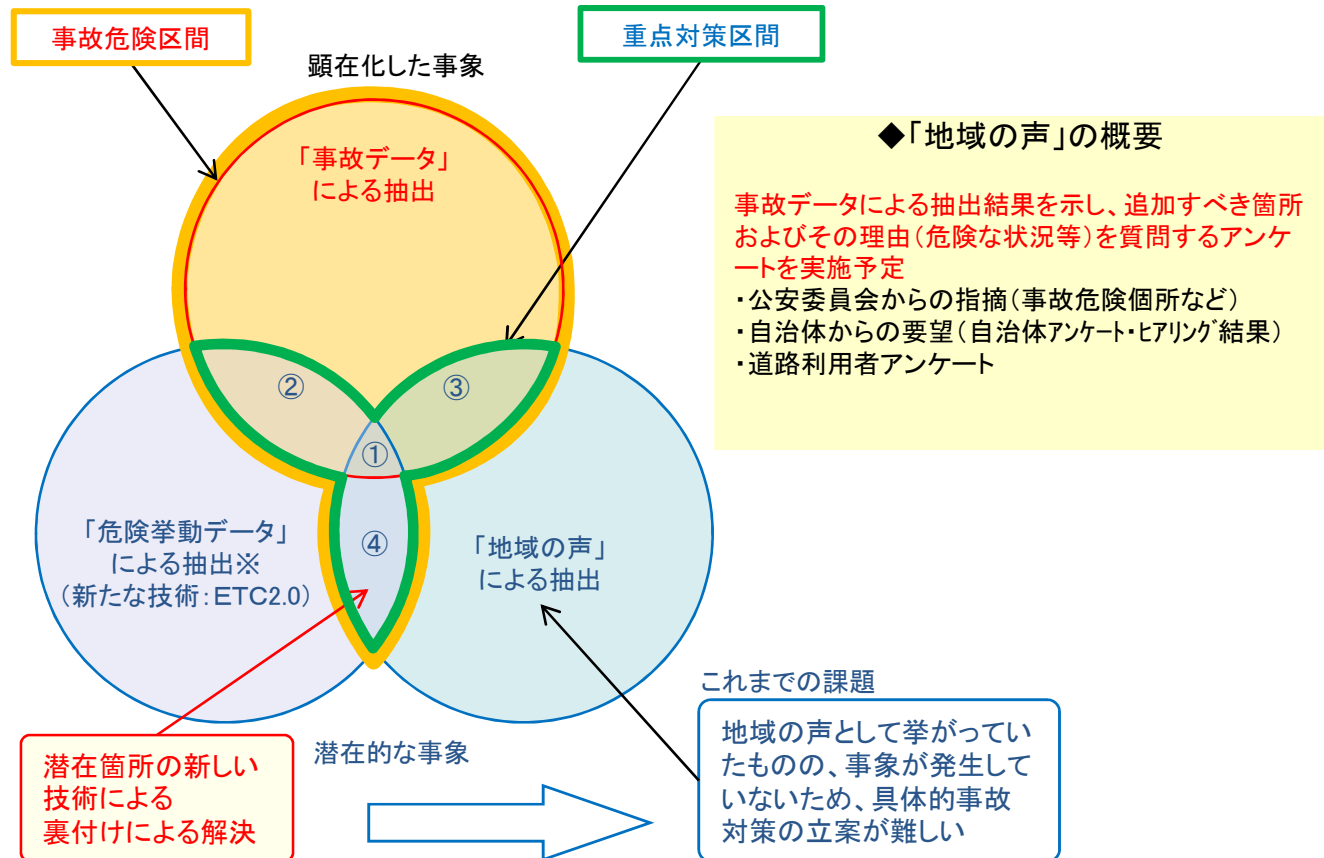 事故危険区間
重点対策区間
顕在化した事象
「事故データ」
による抽出
◆「地域の声」の概要
事故データによる抽出結果を示し、追加すべき箇所
およびその理由(危険な状況等)を質問するアンケ
ートを実施予定
・公安委員会からの指摘(事故危険個所など)
・自治体からの要望(自治体アンケート・ヒアリング結果)
・道路利用者アンケート
②
③
①
④
「危険挙動データ」
による抽出※
(新たな技術:ETC2.0)
「地域の声」
による抽出
これまでの課題
地域の声として挙がってい
たものの、事象が発生して
いないため、具体的事故
対策の立案が難しい
潜在的な事象
潜在箇所の新しい
技術による
裏付けによる解決